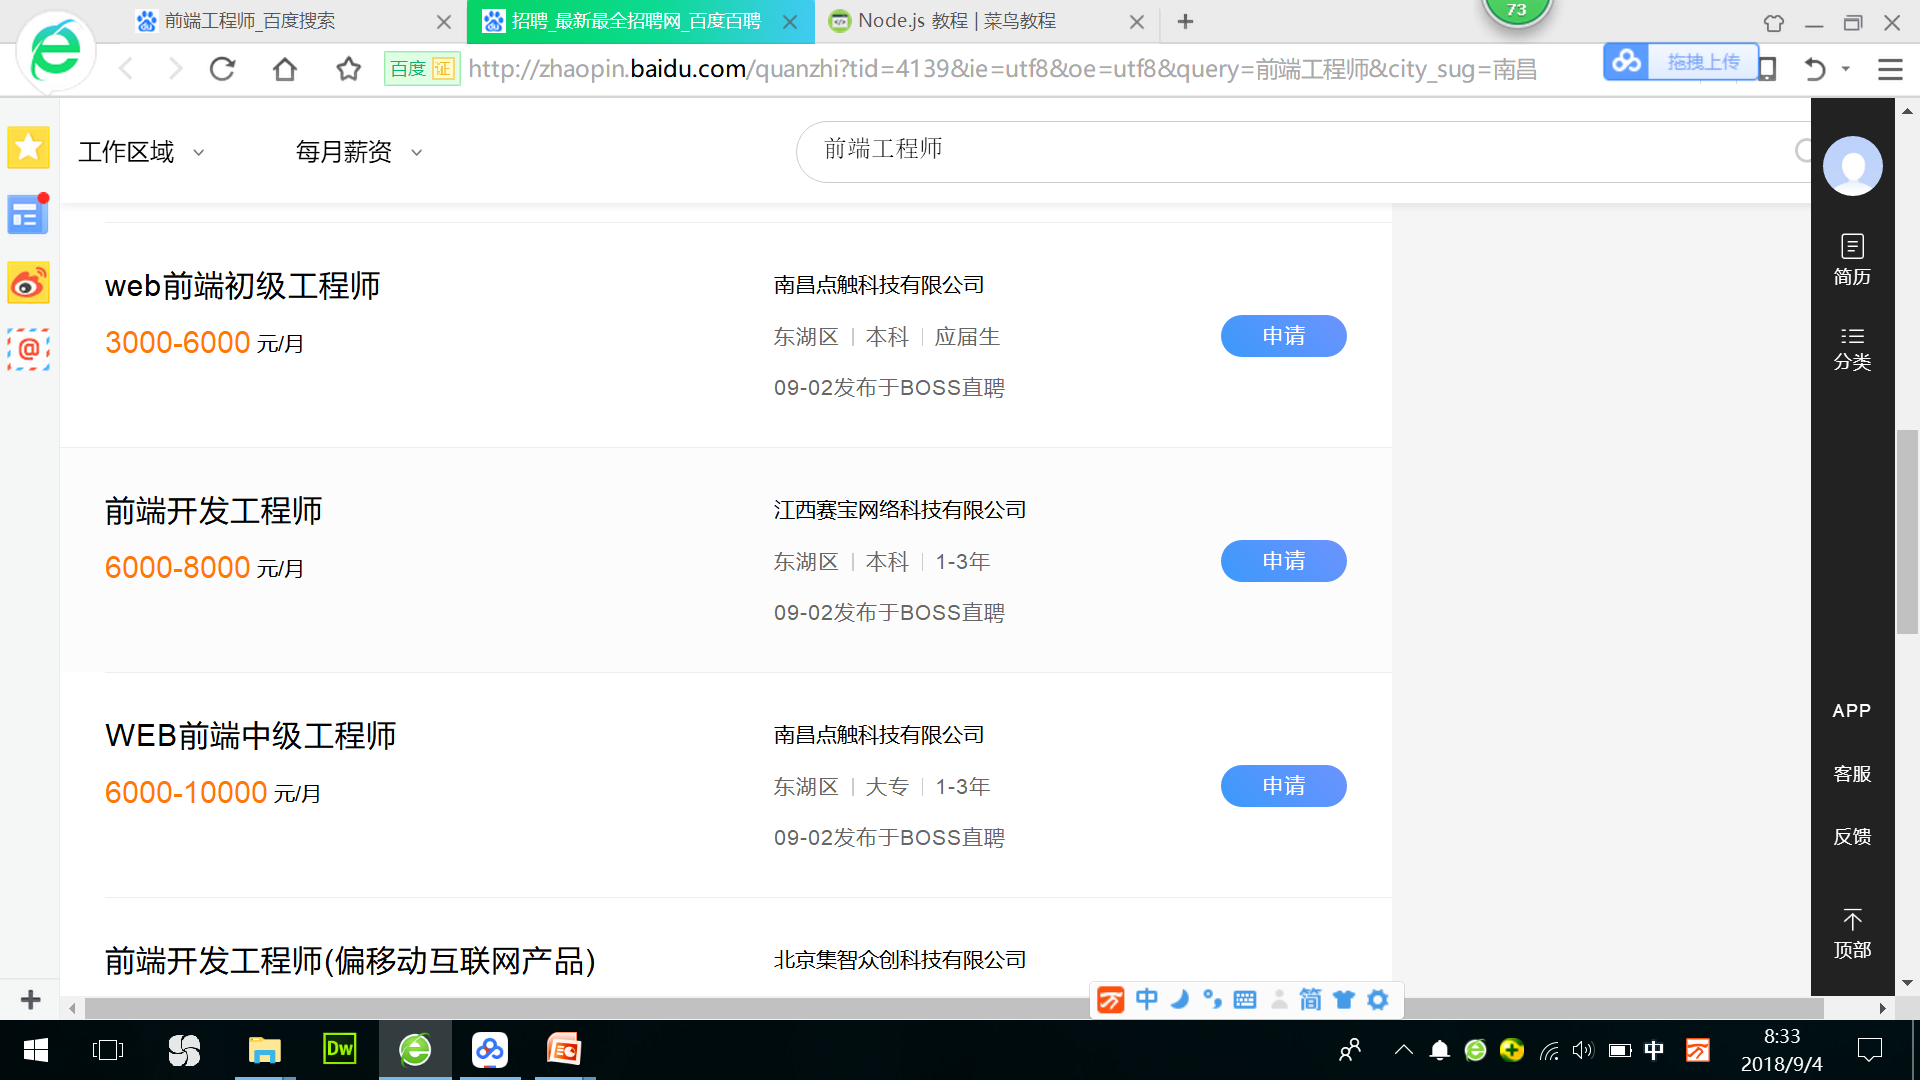 前端工程师_百度搜索
招聘_最新最全招聘网_百度百聘
Node.js 教程 | 菜鸟教程
73
百度 证
http://zhaopin.baidu.com/quanzhi?tid=4139&ie=utf8&oe=utf8&query=前端工程师&city_sug=南昌
拖拽上传
工作区域
每月薪资
前端工程师
web前端初级工程师
3000-6000 元/月
南昌点触科技有限公司
东湖区 | 本科 | 应届生
09-02发布于BOSS直聘
申请
前端开发工程师
6000-8000 元/月
江西赛宝网络科技有限公司
东湖区 | 本科 | 1-3年
09-02发布于BOSS直聘
申请
WEB前端中级工程师
6000-10000 元/月
南昌点触科技有限公司
东湖区 | 大专 | 1-3年
09-02发布于BOSS直聘
申请
前端开发工程师(偏移动互联网产品)
北京集智众创科技有限公司
简历
分类
APP
客服
反馈
顶部
中
简
Dw
中
8:33
2018/9/4